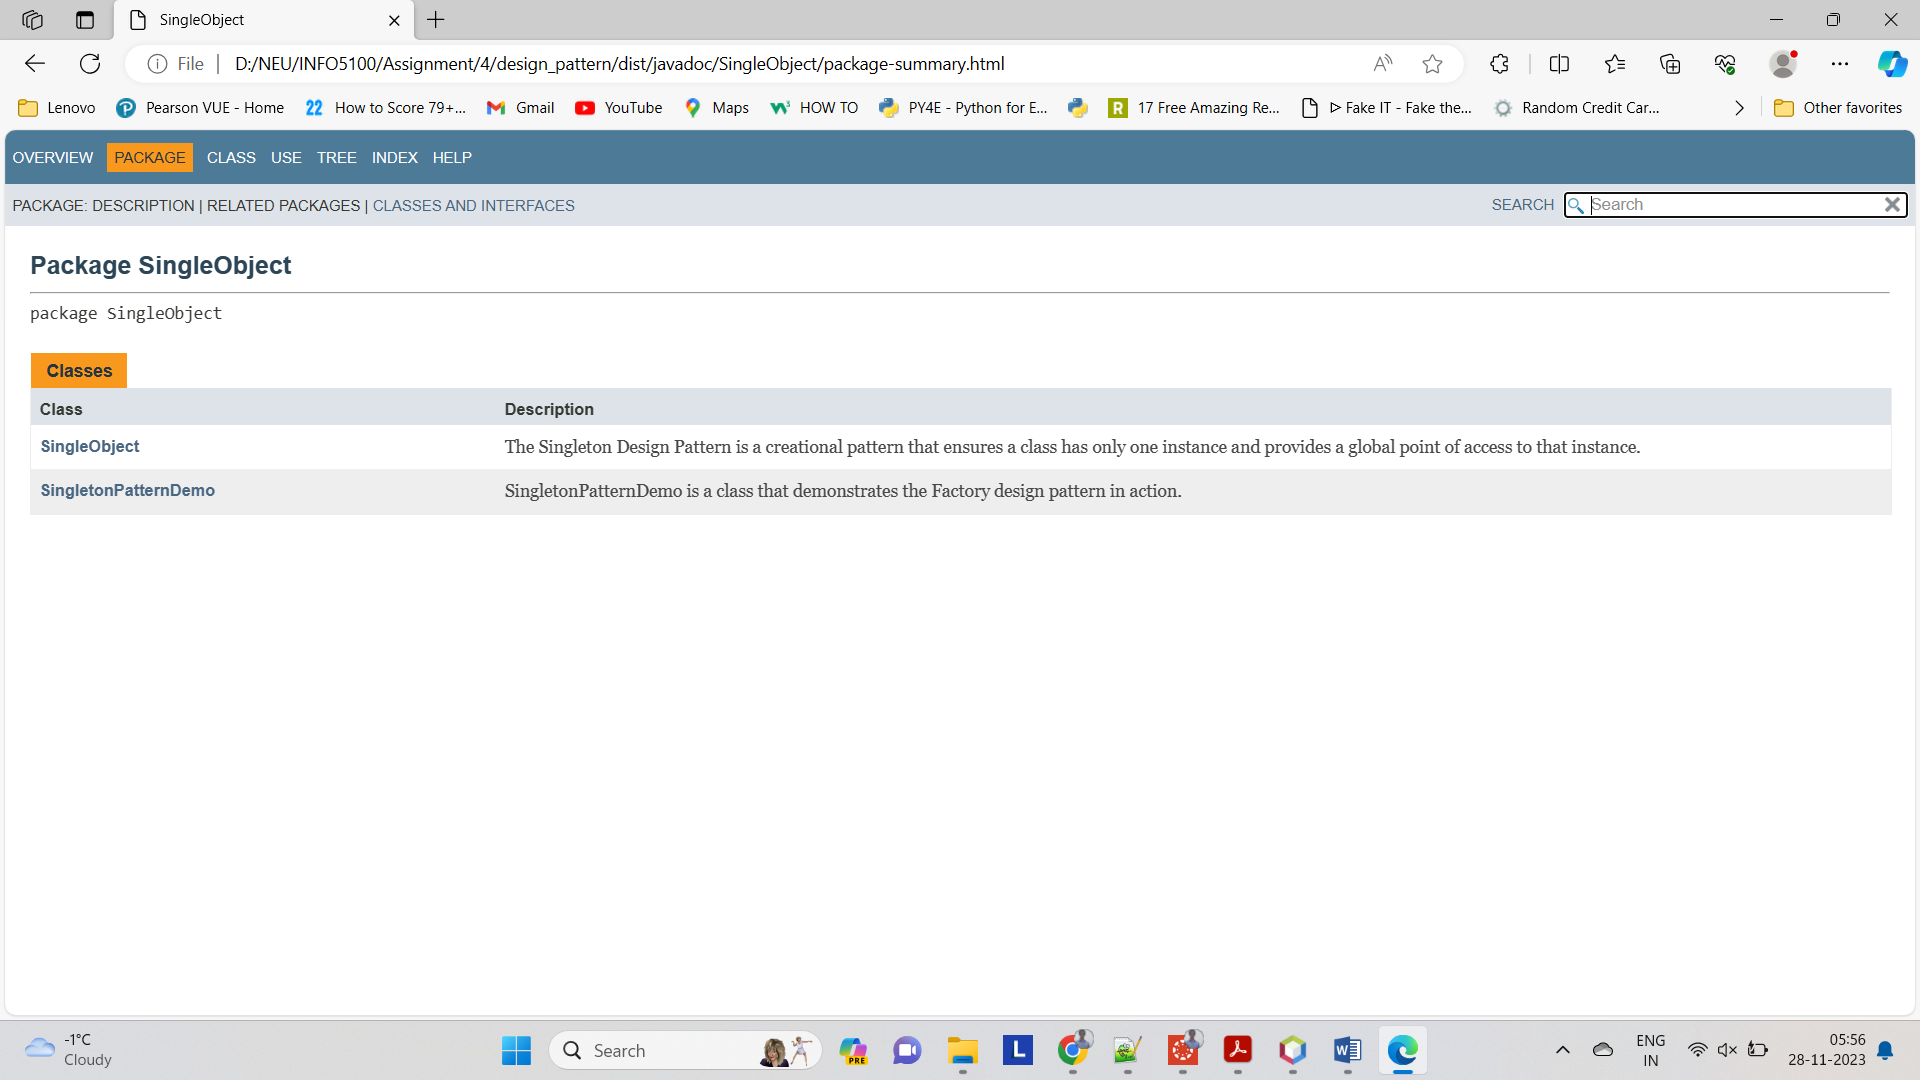 SingleObject
File
D:/NEU/INFO5100/Assignment/4/design_pattern/dist/javadoc/SingleObject/package-summary.html
Lenovo Pearson VUE - Home 22 How to Score 79+... Gmail YouTube Maps HOW TO PY4E - Python for E... R 17 Free Amazing Re... ᐅ Fake IT - Fake the... Random Credit Car... Other favorites
OVERVIEW PACKAGE CLASS USE TREE INDEX HELP
PACKAGE: DESCRIPTION | RELATED PACKAGES | CLASSES AND INTERFACES SEARCH Search
Package SingleObject
package SingleObject
Classes
Class Description
SingleObject The Singleton Design Pattern is a creational pattern that ensures a class has only one instance and provides a global point of access to that instance.
SingletonPatternDemo SingletonPatternDemo is a class that demonstrates the Factory design pattern in action.
-1°C
Cloudy
Search
PRE
L
ENG
IN
05:56
28-11-2023